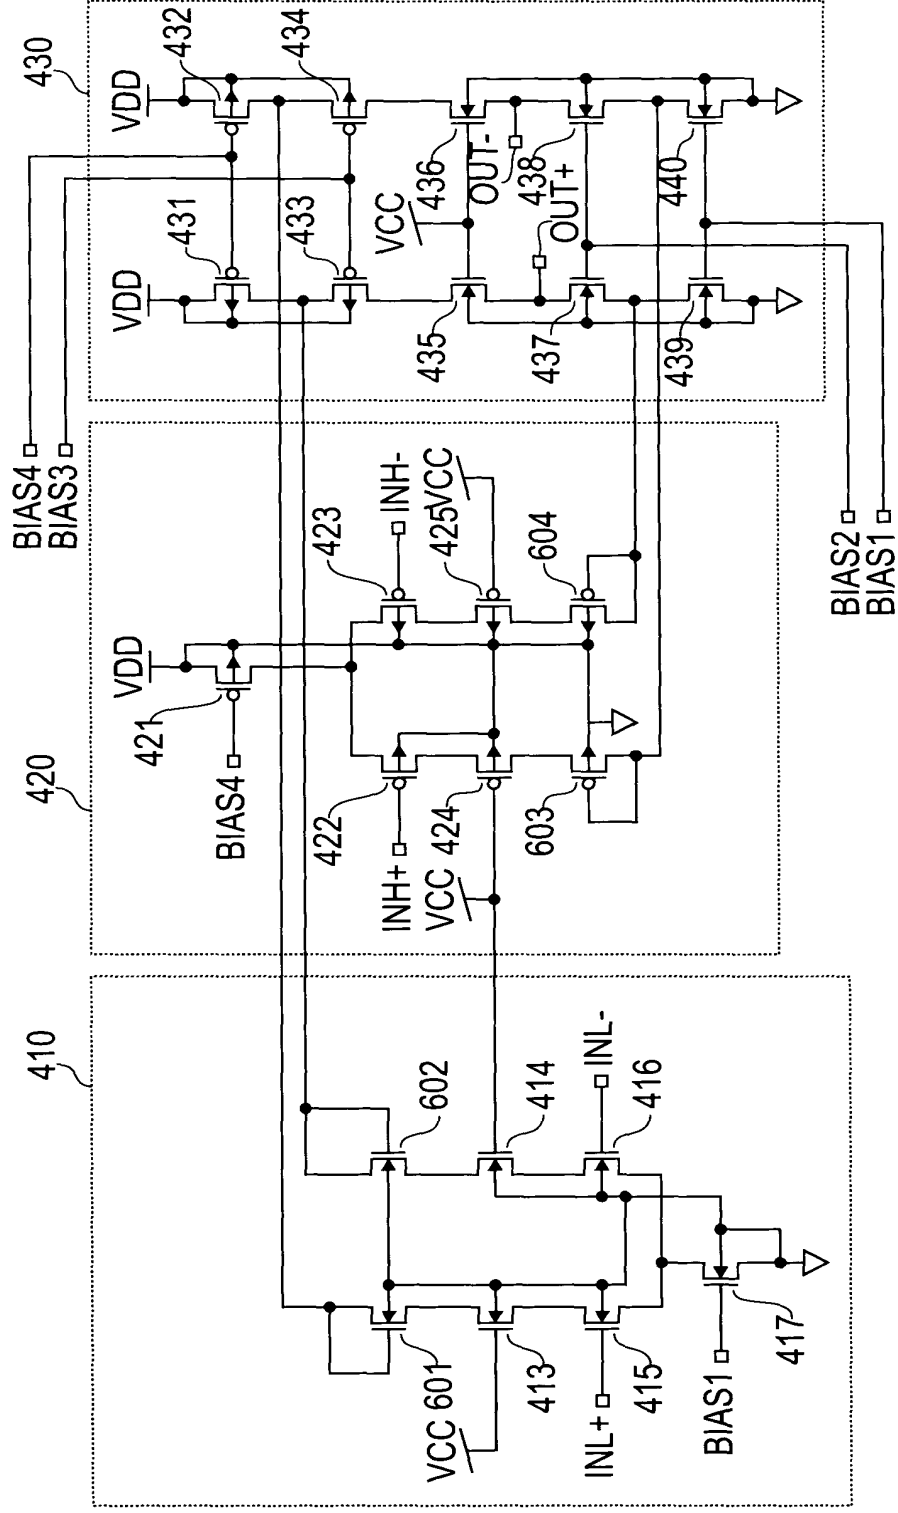 430
VDD
432
434
VDD
431
433
VCC
436
OUT-
438
OUT+
440
435
437
439
BIAS4
BIAS3
BIAS2
BIAS1
420
VDD
421
BIAS4
423
INH-
425
VCC
604
422
INH+
424
VCC
603
410
602
414
INL-
416
VCC
601
413
INL+
415
BIAS1
417